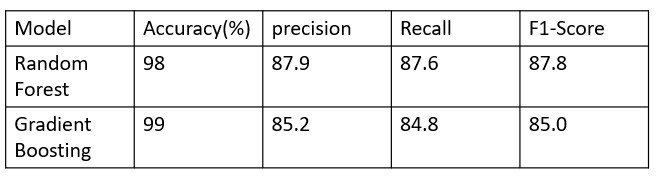 Model Accuracy(%) precision Recall F1-Score
Random Forest 98 87.9 87.6 87.8
Gradient Boosting 99 85.2 84.8 85.0